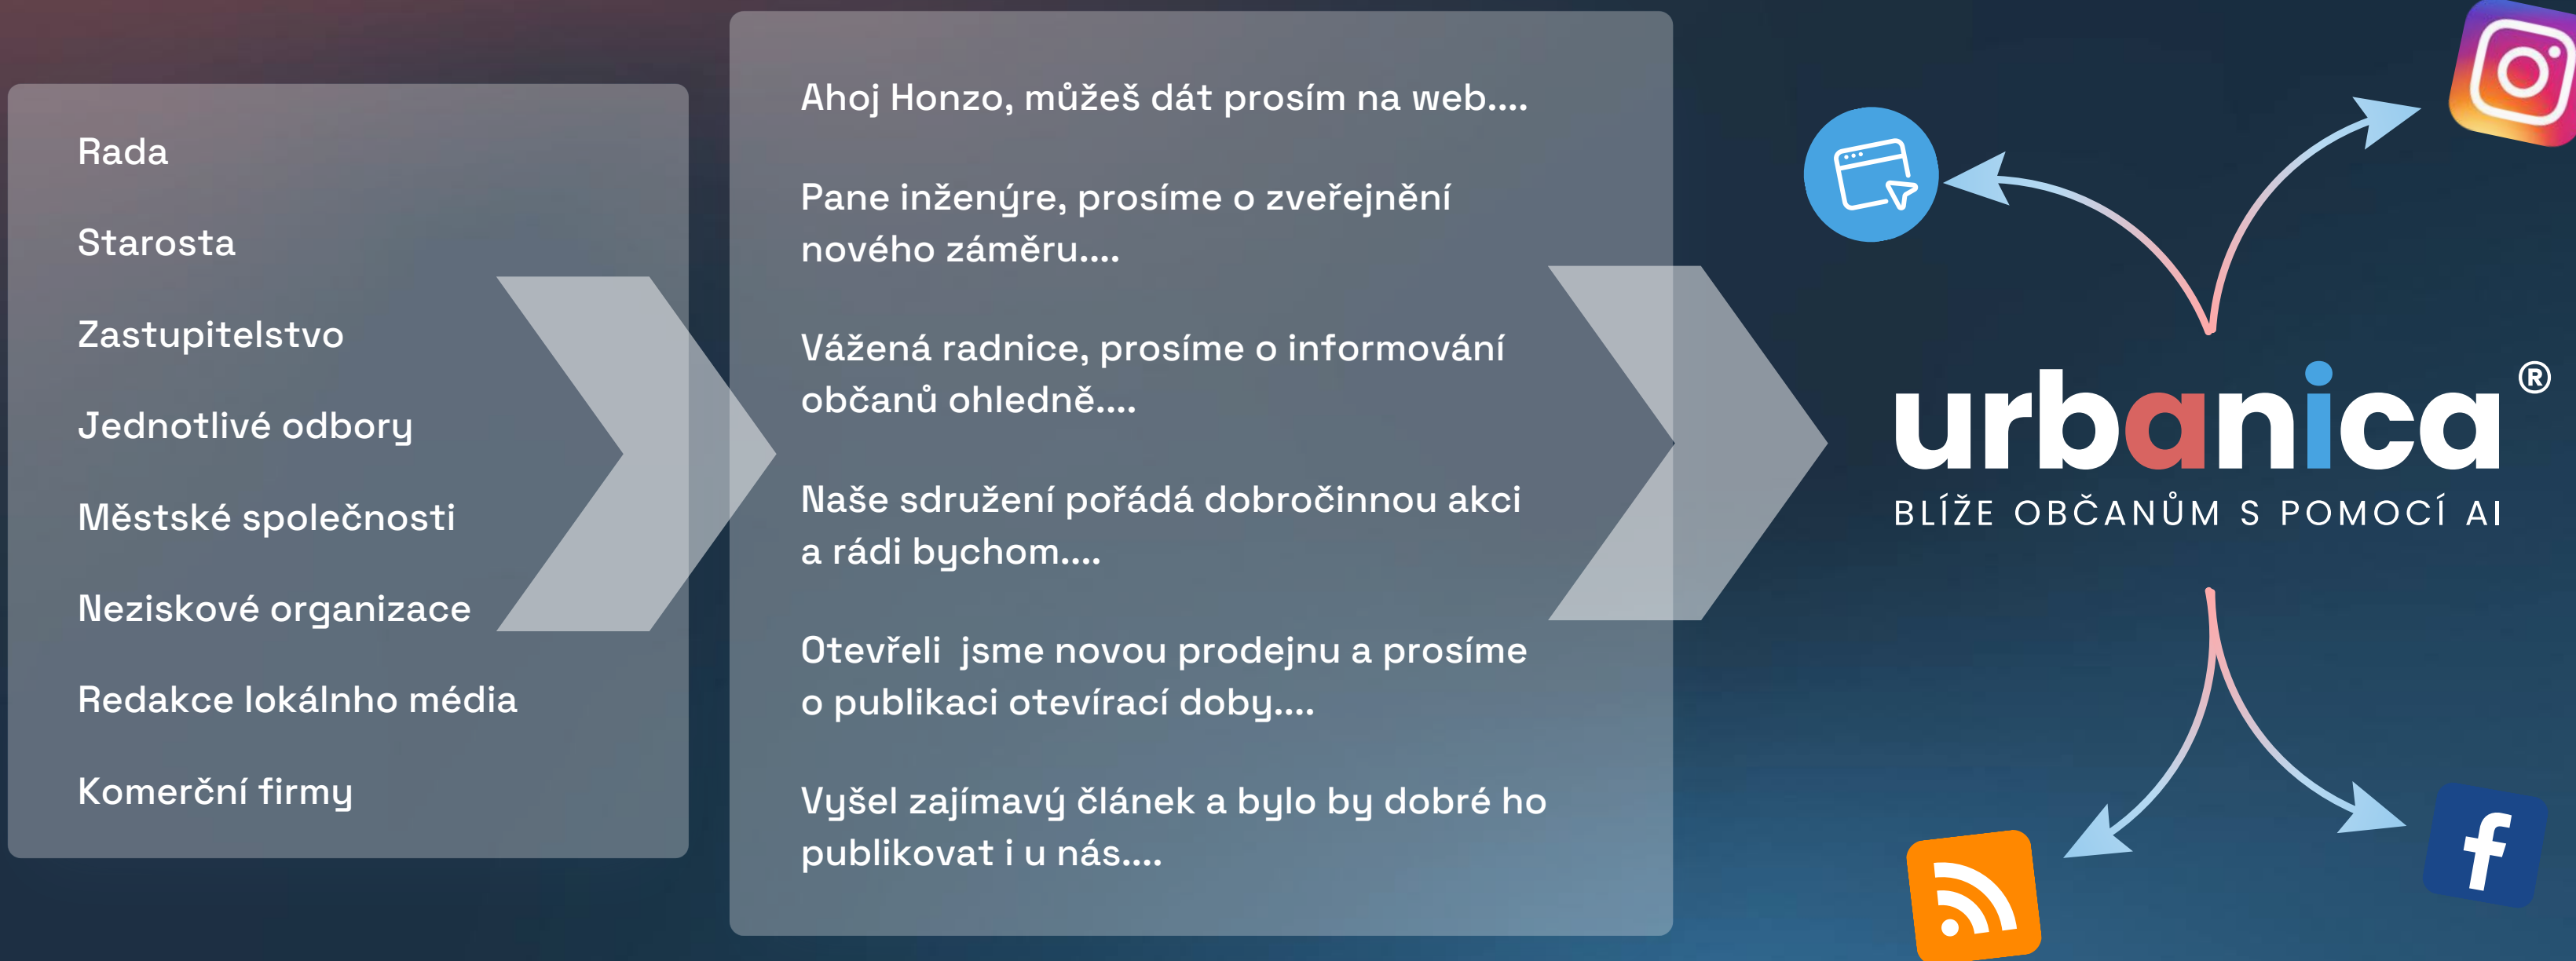 Rada
Starosta
Zastupitelstvo
Jednotlivé odbory
Městské společnosti
Neziskové organizace
Redakce lokálnho média
Komerční firmy
Ahoj Honzo, můžeš dát prosím na web....
Pane inženýre, prosíme o zveřejnění
nového záměru....
Vážená radnice, prosíme o informování
občanů ohledně....
Naše sdružení pořádá dobročinnou akci
a rádi bychom....
Otevřeli  jsme novou prodejnu a prosíme
o publikaci otevírací doby....
Vyšel zajímavý článek a bylo by dobré ho
publikovat i u nás....
urbanica®
BLÍŽE OBČANŮM S POMOCÍ AI